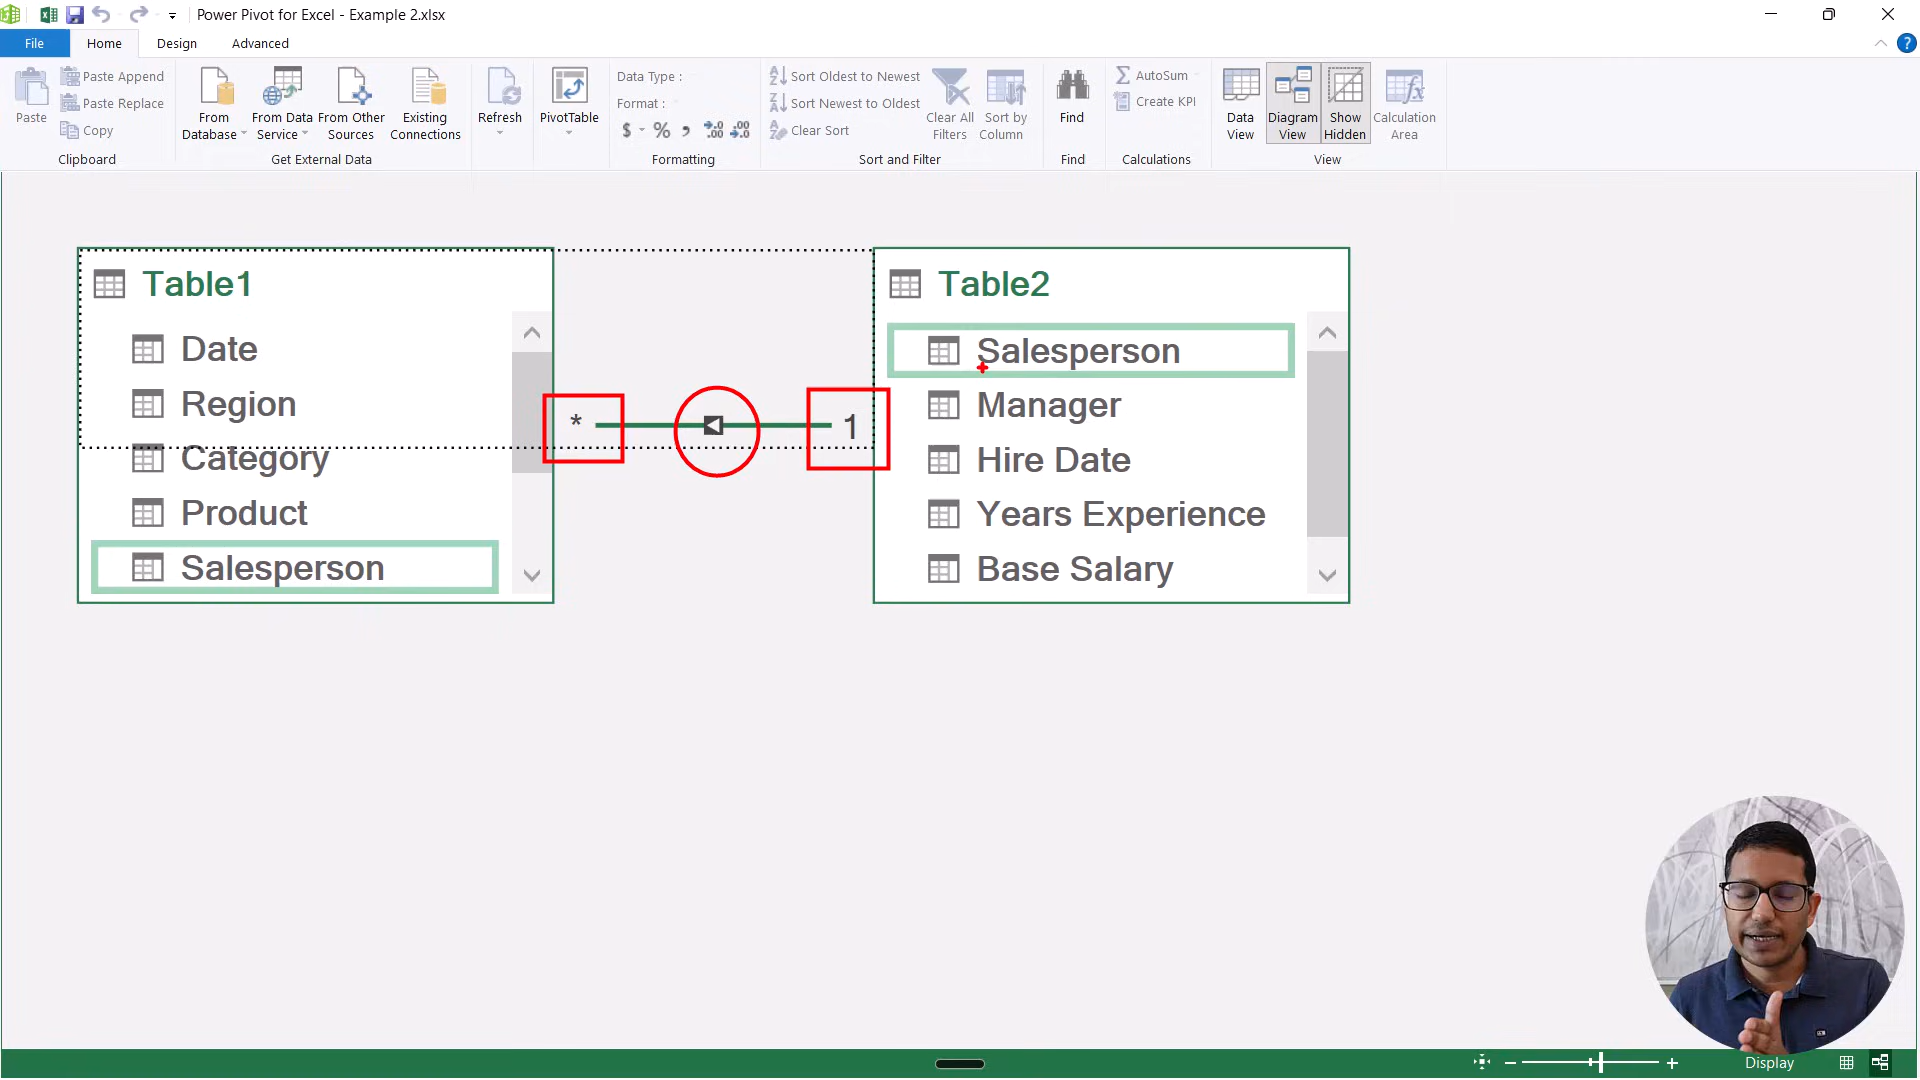 Power Pivot for Excel - Example 2.xlsx
File Home Design Advanced
?
Paste
Paste Append
Paste Replace
Copy
Clipboard
From
Database
From Data
Service
From Other
Sources
Existing
Connections
Get External Data
Refresh
PivotTable
Data Type :
Format :
$ % , .0 .00 .00 .0
Formatting
Sort Oldest to Newest
Sort Newest to Oldest
Clear Sort
Clear All
Filters
Sort by
Column
Sort and Filter
Find
Find
AutoSum
Create KPI
Calculations
Data
View
Diagram
View
Show
Hidden
Calculation
Area
View
Table1
Date
Region
Category
Product
Salesperson
* 1
Table2
Salesperson
Manager
Hire Date
Years Experience
Base Salary
Display